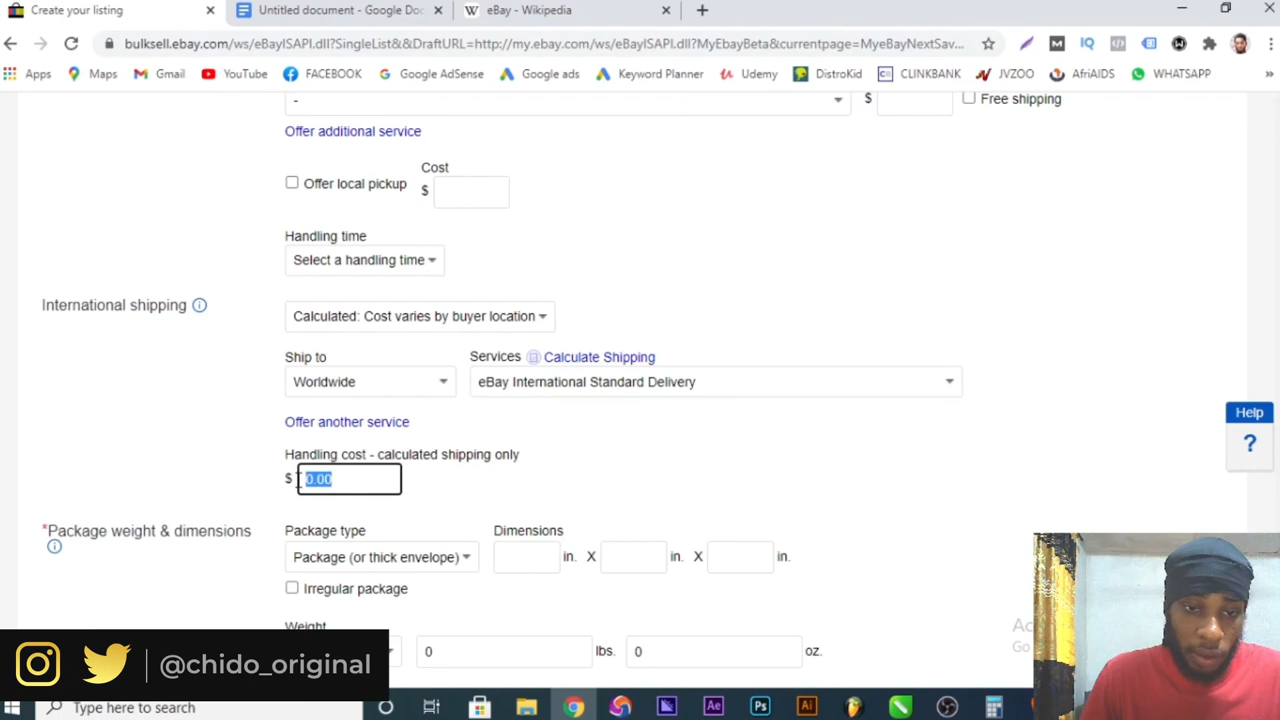 Create your listing
Untitled document - Google Doc
W eBay - Wikipedia
bulksell.ebay.com/ws/eBayISAPI.dll?SingleList&&DraftURL=http://my.ebay.com/ws/eBayISAPI.dll?MyEbayBeta&currentpage=MyeBayNextSav...
Apps Maps Gmail YouTube FACEBOOK Google AdSense Google ads Keyword Planner Udemy DistroKid CLINKBANK JVZOO AfriAIDS WHATSAPP »
- $ Free shipping
Offer additional service
Cost
Offer local pickup $
Handling time
Select a handling time
International shipping
Calculated: Cost varies by buyer location
Ship to Services Calculate Shipping
Worldwide eBay International Standard Delivery
Offer another service
Help
?
Handling cost - calculated shipping only
$ 0.00
*Package weight & dimensions
Package type Dimensions
Package (or thick envelope) in. X in. X in.
Irregular package
Weight
0 lbs. 0 oz.
@chido_original
Type here to search
Ae Ps Ai